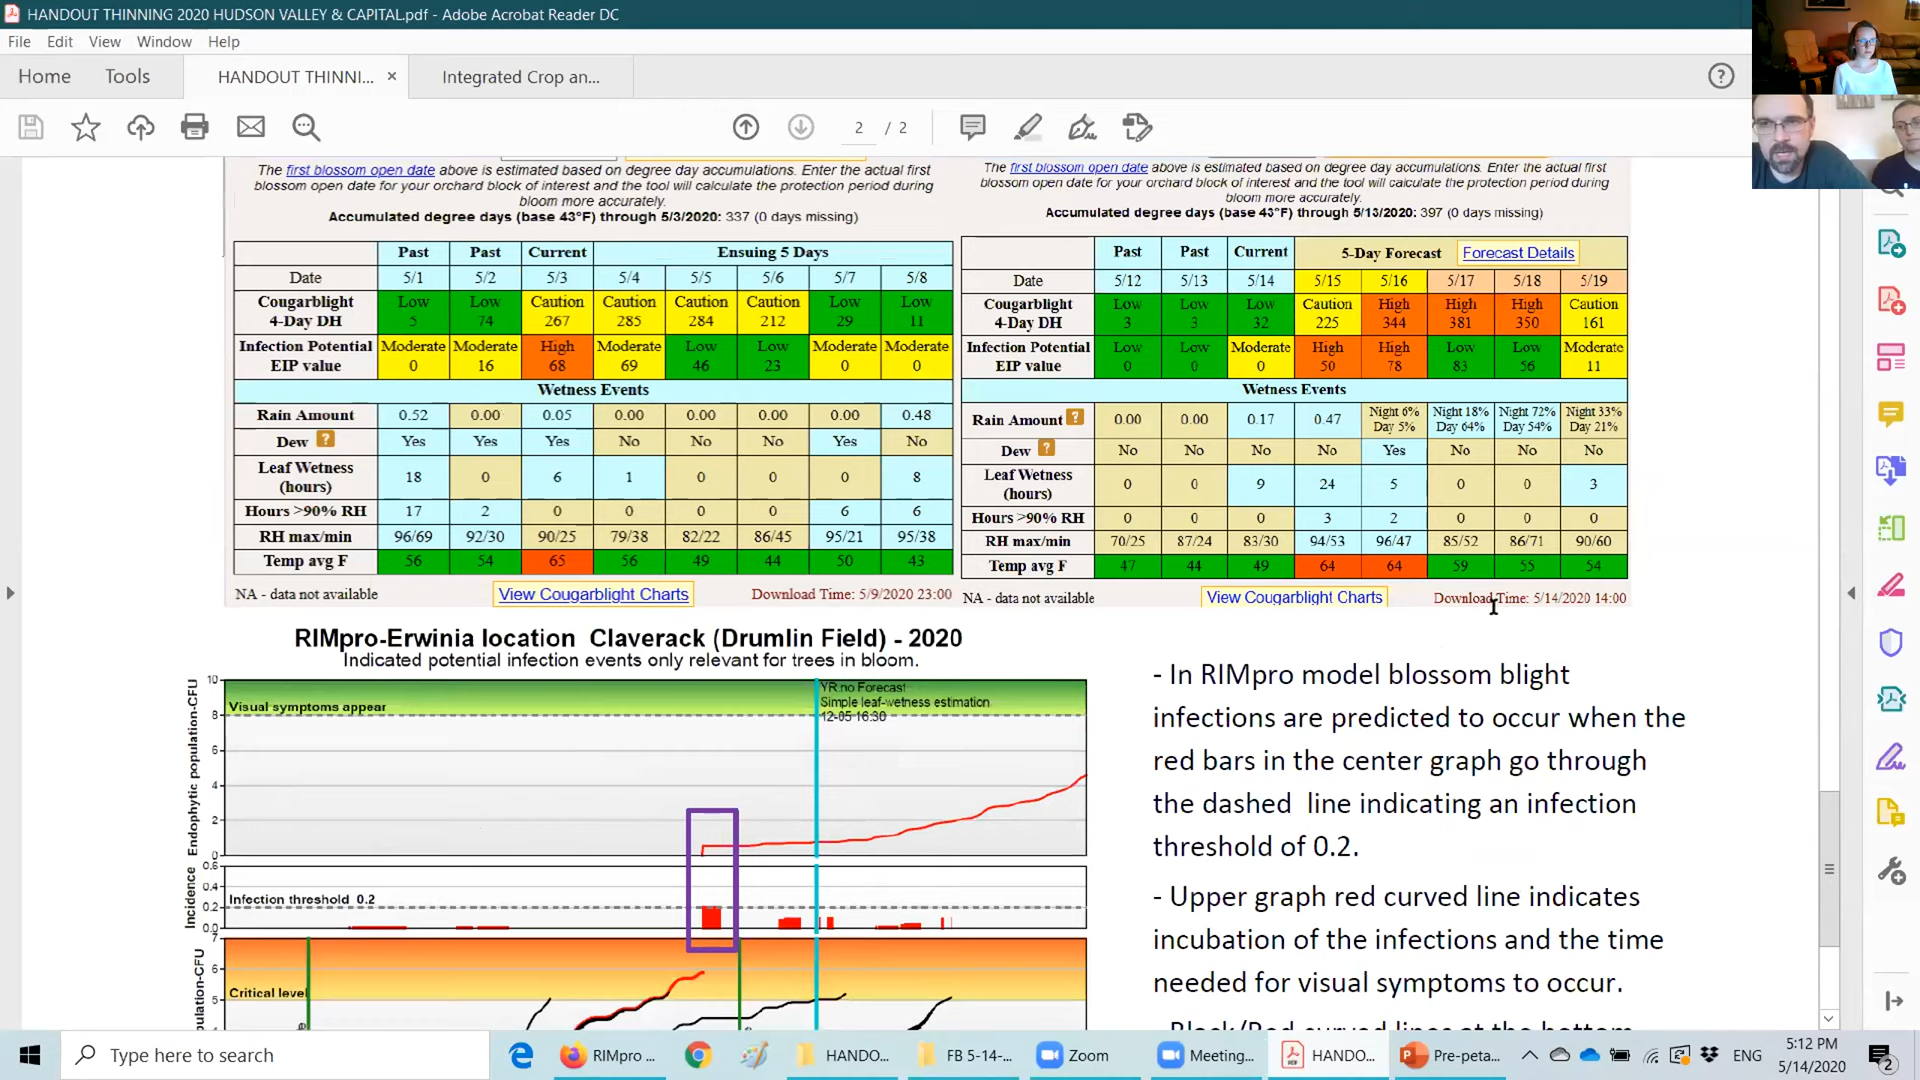 HANDOUT THINNING 2020 HUDSON VALLEY & CAPITAL.pdf - Adobe Acrobat Reader DC
File Edit View Window Help
Home Tools HANDOUT THINNI... × Integrated Crop an...
2 / 2
The first blossom open date above is estimated based on degree day accumulations. Enter the actual first
blossom open date for your orchard block of interest and the tool will calculate the protection period during
bloom more accurately.
Accumulated degree days (base 43°F) through 5/3/2020: 337 (0 days missing)
Past Past Current Ensuing 5 Days
Date 5/1 5/2 5/3 5/4 5/5 5/6 5/7 5/8
Cougarblight Low Low Caution Caution Caution Caution Low Low
4-Day DH 5 74 267 285 284 212 29 11
Infection Potential Moderate Moderate High Moderate Low Low Moderate Moderate
EIP value 0 16 68 69 46 23 0 0
Wetness Events
Rain Amount 0.52 0.00 0.05 0.00 0.00 0.00 0.00 0.48
Dew ? Yes Yes Yes No No No Yes No
Leaf Wetness
(hours) 18 0 6 1 0 0 0 8
Hours >90% RH 17 2 0 0 0 0 6 6
RH max/min 96/69 92/30 90/25 79/38 82/22 86/45 95/21 95/38
Temp avg F 56 54 65 56 49 44 50 43
NA - data not available View Cougarblight Charts Download Time: 5/9/2020 23:00
The first blossom open date above is estimated based on degree day accumulations. Enter the actual first
blossom open date for your orchard block of interest and the tool will calculate the protection period during
bloom more accurately.
Accumulated degree days (base 43°F) through 5/13/2020: 397 (0 days missing)
Past Past Current 5-Day Forecast Forecast Details
Date 5/12 5/13 5/14 5/15 5/16 5/17 5/18 5/19
Cougarblight Low Low Low Caution High High High Caution
4-Day DH 3 3 32 225 344 381 350 161
Infection Potential Low Low Moderate High High Low Low Moderate
EIP value 0 0 0 50 78 83 56 11
Wetness Events
Rain Amount ? 0.00 0.00 0.17 0.47 Night 6% Night 18% Night 72% Night 33%
Day 5% Day 64% Day 54% Day 21%
Dew ? No No No No Yes No No No
Leaf Wetness
(hours) 0 0 9 24 5 0 0 3
Hours >90% RH 0 0 0 3 2 0 0 0
RH max/min 70/25 87/24 83/30 94/53 96/47 85/52 86/71 90/60
Temp avg F 47 44 49 64 64 59 55 54
NA - data not available View Cougarblight Charts Download Time: 5/14/2020 14:00
RIMpro-Erwinia location Claverack (Drumlin Field) - 2020
Indicated potential infection events only relevant for trees in bloom.
Endophytic population-CFU
10
8
6
4
2
0
Visual symptoms appear
YR.no Forecast
Simple leaf-wetness estimation
12-05 16:30
Incidence
0.6
0.4
0.2
0.0
Infection threshold 0.2
7
6
5
Critical level
- In RIMpro model blossom blight
infections are predicted to occur when the
red bars in the center graph go through
the dashed line indicating an infection
threshold of 0.2.
- Upper graph red curved line indicates
incubation of the infections and the time
needed for visual symptoms to occur.
- Black/Red curved lines at the bottom
Type here to search RIMpro ... HANDO... FB 5-14-... Zoom Meeting... HANDO... Pre-peta... ENG 5:12 PM
5/14/2020 2